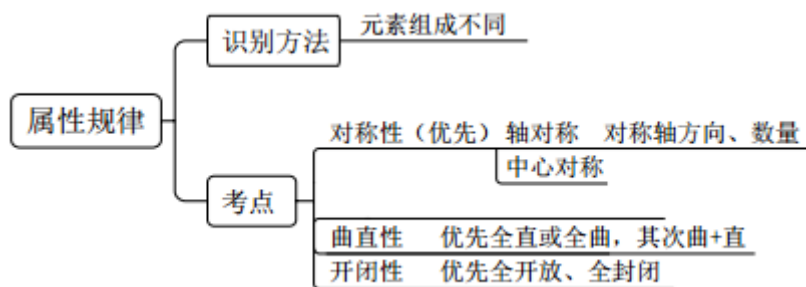 识别方法 元素组成不同
属性规律
对称性（优先） 轴对称 对称轴方向、数量
中心对称
考点
曲直性 优先全直或全曲，其次曲+直
开闭性 优先全开放、全封闭